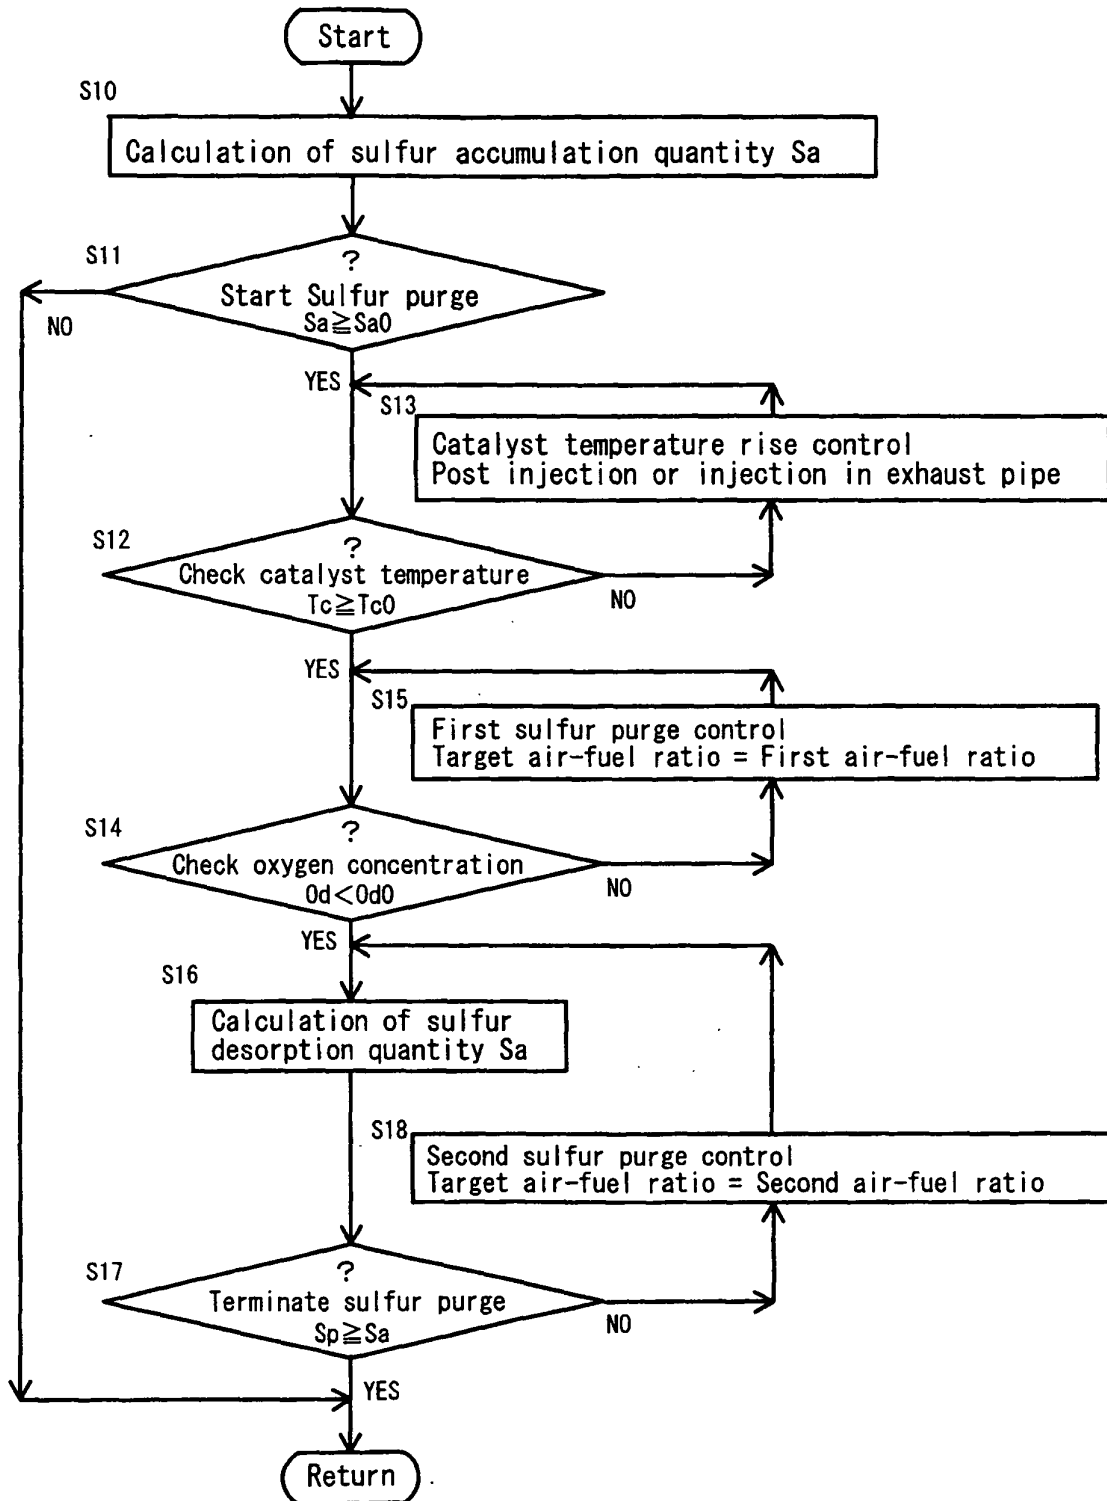 Start
S10
Calculation of sulfur accumulation quantity Sa
S11
?
Start Sulfur purge
Sa≧Sa0
NO
YES
S13
Catalyst temperature rise control
Post injection or injection in exhaust pipe
S12
?
Check catalyst temperature
Tc≧Tc0
NO
YES
S15
First sulfur purge control
Target air-fuel ratio = First air-fuel ratio
S14
?
Check oxygen concentration
Od<Od0
NO
YES
S16
Calculation of sulfur
desorption quantity Sa
S18
Second sulfur purge control
Target air-fuel ratio = Second air-fuel ratio
S17
?
Terminate sulfur purge
Sp≧Sa
NO
YES
Return